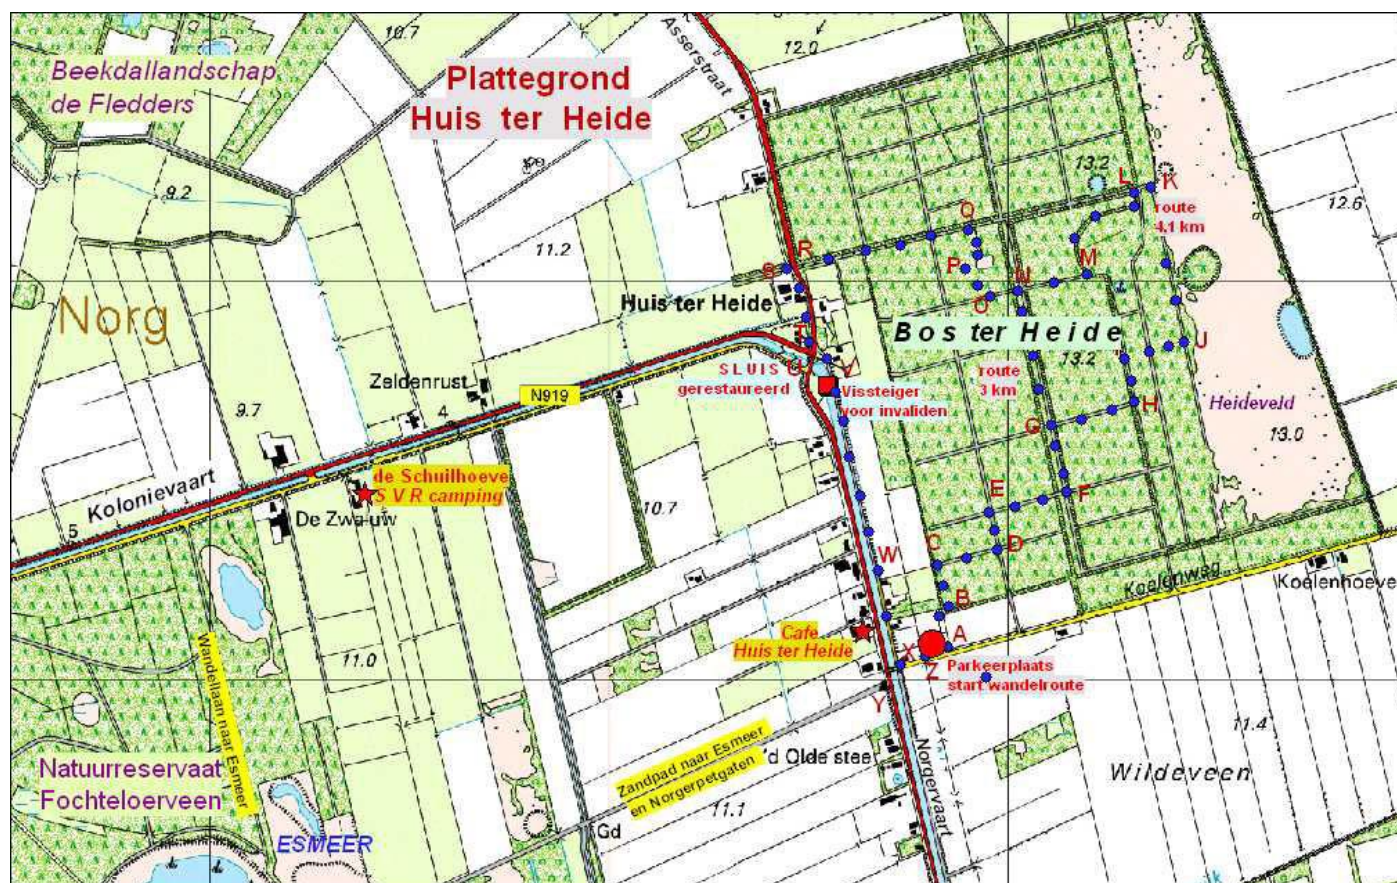 Beekdallandschap
de Fledders
10.7
Plattegrond
Huis ter Heide
Asserstraat
12.0
9.2
13.2
L
K
route
4.1 km
12.6
11.2
Q
R
S
P
M
N
O
Norg
Huis ter Heide
Bos ter Heide
T
U
V
SLUIS
gerestaureerd
route
3 km
13.2
I
J
Zeldenrust
N919
4
Vissteiger
voor invaliden
9.7
H
Heideveld
13.0
G
Kolonievaart
de Schuilhoeve
S V R camping
De Zwaluw
5
10.7
E
F
W
C
D
Koelenweg
Koelenhoeve
B
A
Cafe
Huis ter Heide
X
Z
Parkeerplaats
start wandelroute
11.0
Wandellaan naar Esmeer
Y
11.4
Zandpad naar Esmeer
en Norgerpetgaten
'd Olde stee
Norgervaart
Wildeveen
Natuurreservaat
Fochteloerveen
11.1
Gd
ESMEER